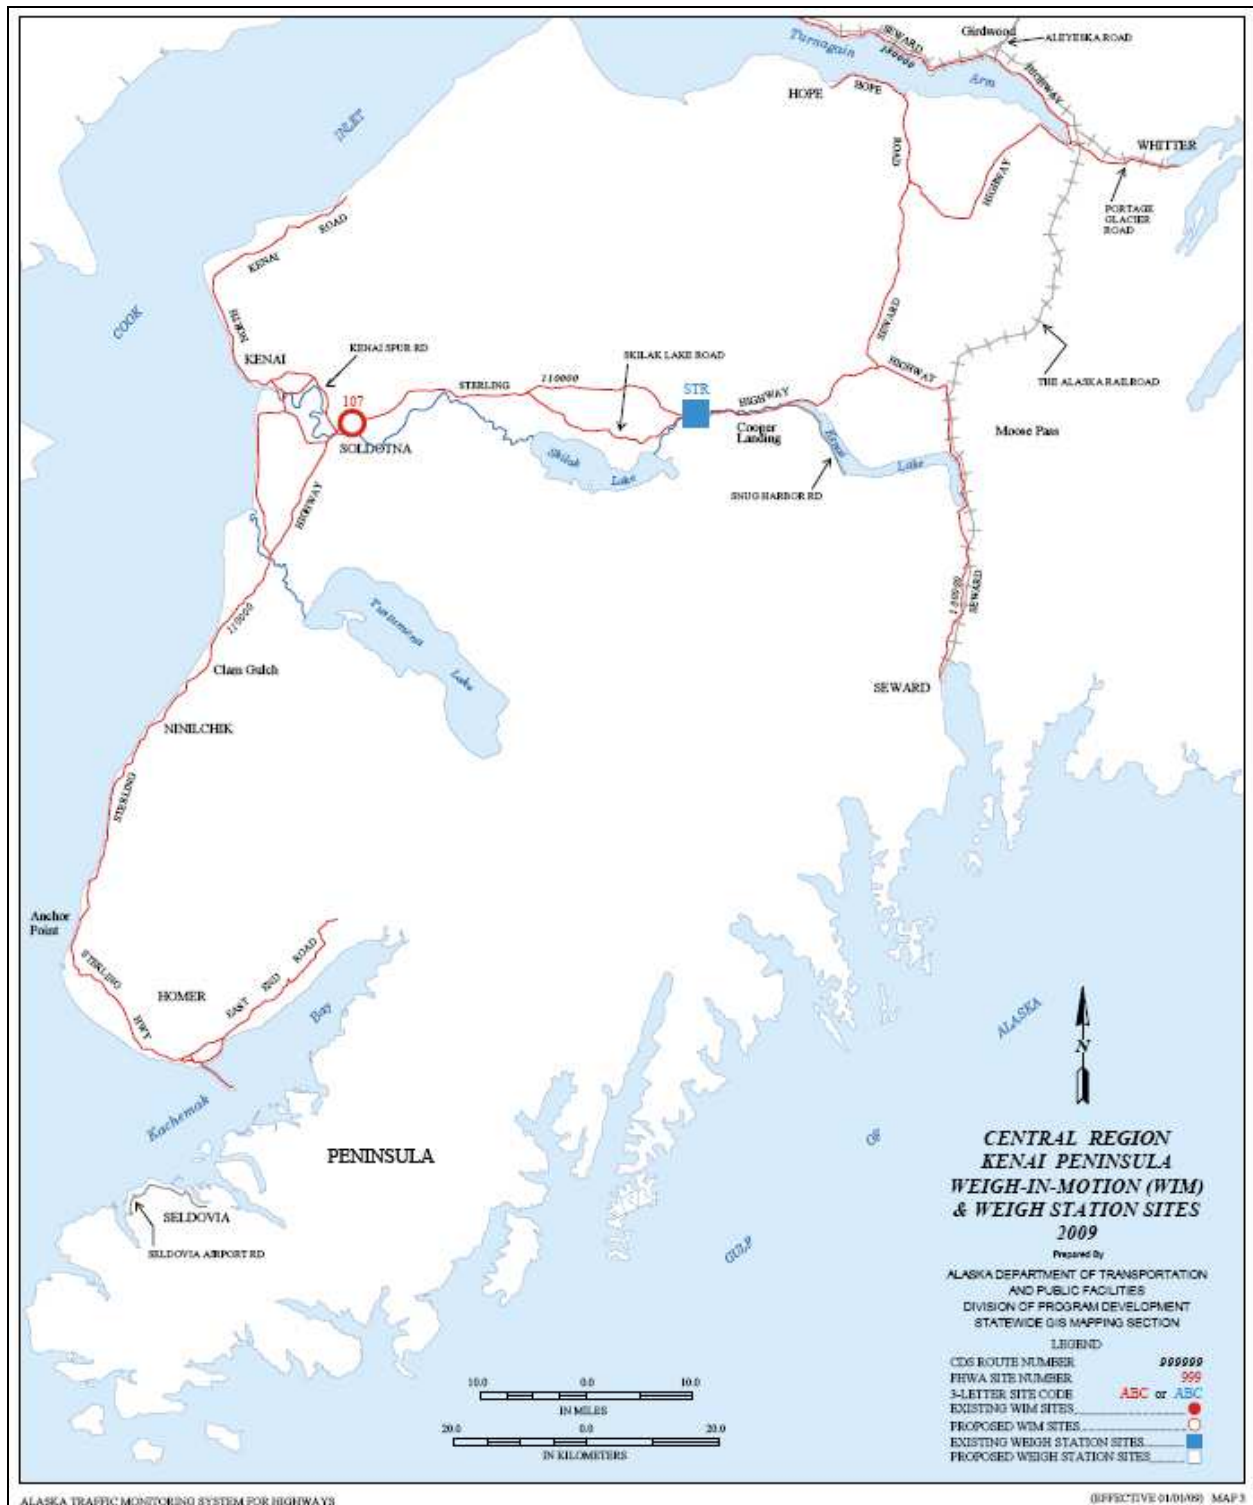 Turnagain
SEWARD
180000
Girdwood
ALEYESKA ROAD
HOPE
HOPE
Arm
HIGHWAY
INLET
ROAD
WHITTER
HIGHWAY
PORTAGE
GLACIER
ROAD
ROAD
KENAI
COOK
NORTH
SEWARD
KENAI
KENAI SPUR RD
SKILAK LAKE ROAD
HIGHWAY
THE ALASKA RAILROAD
STERLING
110000
STR
HIGHWAY
107
Cooper
Landing
Moose Pass
SOLDOTNA
Kenai
Lake
Skilak
Lake
SNUG HARBOR RD
HIGHWAY
Tustumena
Lake
110000
SEWARD
Clam Gulch
SEWARD
NINILCHIK
STERLING
Anchor
Point
STERLING
HWY
HOMER
EAST END ROAD
Bay
ALASKA
N
Kachemak
OF
PENINSULA
CENTRAL REGION
KENAI PENINSULA
WEIGH-IN-MOTION (WIM)
& WEIGH STATION SITES
2009
SELDOVIA
GULF
SELDOVIA AIRPORT RD
Prepared By
ALASKA DEPARTMENT OF TRANSPORTATION
AND PUBLIC FACILITIES
DIVISION OF PROGRAM DEVELOPMENT
STATEWIDE GIS MAPPING SECTION
LEGEND
CDS ROUTE NUMBER 999999
FHWA SITE NUMBER 999
3-LETTER SITE CODE ABC or ABC
EXISTING WIM SITES
PROPOSED WIM SITES
EXISTING WEIGH STATION SITES
PROPOSED WEIGH STATION SITES
10.0 0.0 10.0
IN MILES
20.0 0.0 20.0
IN KILOMETERS
ALASKA TRAFFIC MONITORING SYSTEM FOR HIGHWAYS
(EFFECTIVE 01/01/09) MAP 3